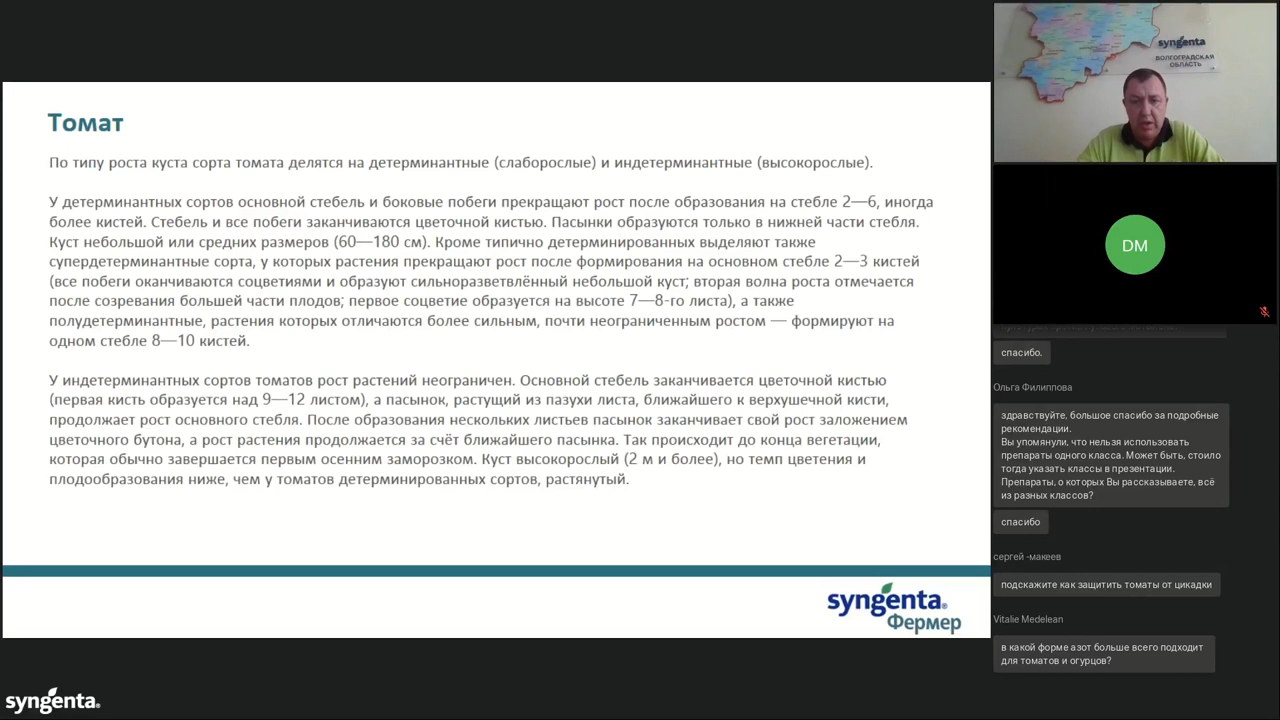 Томат
По типу роста куста сорта томата делятся на детерминантные (слаборослые) и индетерминантные (высокорослые).
У детерминантных сортов основной стебель и боковые побеги прекращают рост после образования на стебле 2—6, иногда
более кистей. Стебель и все побеги заканчиваются цветочной кистью. Пасынки образуются только в нижней части стебля.
Куст небольшой или средних размеров (60—180 см). Кроме типично детерминированных выделяют также
супердетерминантные сорта, у которых растения прекращают рост после формирования на основном стебле 2—3 кистей
(все побеги оканчиваются соцветиями и образуют сильноразветвлённый небольшой куст; вторая волна роста отмечается
после созревания большей части плодов; первое соцветие образуется на высоте 7—8-го листа), а также
полудетерминантные, растения которых отличаются более сильным, почти неограниченным ростом — формируют на
одном стебле 8—10 кистей.
У индетерминантных сортов томатов рост растений неограничен. Основной стебель заканчивается цветочной кистью
(первая кисть образуется над 9—12 листом), а пасынок, растущий из пазухи листа, ближайшего к верхушечной кисти,
продолжает рост основного стебля. После образования нескольких листьев пасынок заканчивает свой рост заложением
цветочного бутона, а рост растения продолжается за счёт ближайшего пасынка. Так происходит до конца вегетации,
которая обычно завершается первым осенним заморозком. Куст высокорослый (2 м и более), но темп цветения и
плодообразования ниже, чем у томатов детерминированных сортов, растянутый.
syngenta®
Фермер
syngenta®
syngenta
ВОЛГОГРАДСКАЯ
ОБЛАСТЬ
DM
спасибо.
Ольга Филиппова
здравствуйте, большое спасибо за подробные
рекомендации.
Вы упомянули, что нельзя использовать
препараты одного класса. Может быть, стоило
тогда указать классы в презентации.
Препараты, о которых Вы рассказываете, всё
из разных классов?
спасибо
сергей -макеев
подскажите как защитить томаты от цикадки
Vitalie Medelean
в какой форме азот больше всего подходит
для томатов и огурцов?